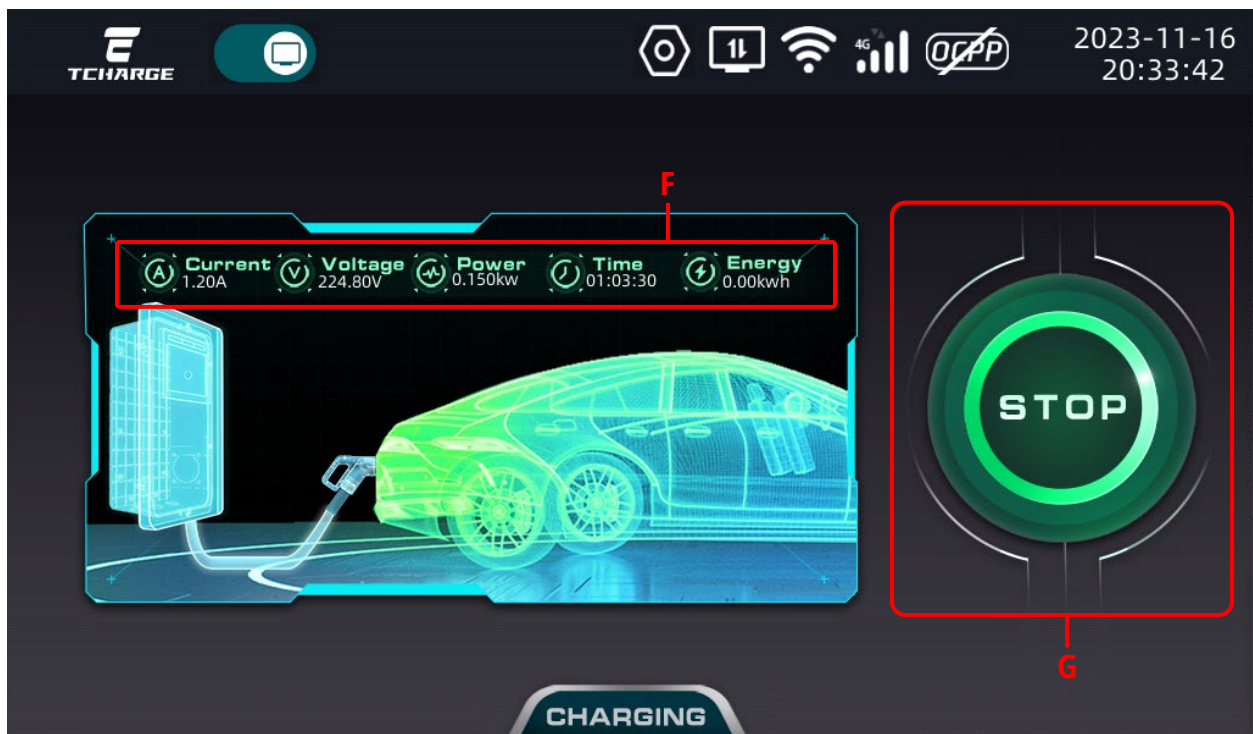 TCHARGE
4G
OCPP
2023-11-16
20:33:42
F
A Current V Voltage Power Time Energy
1.20A 224.80V 0.150kw 01:03:30 0.00kwh
STOP
G
CHARGING